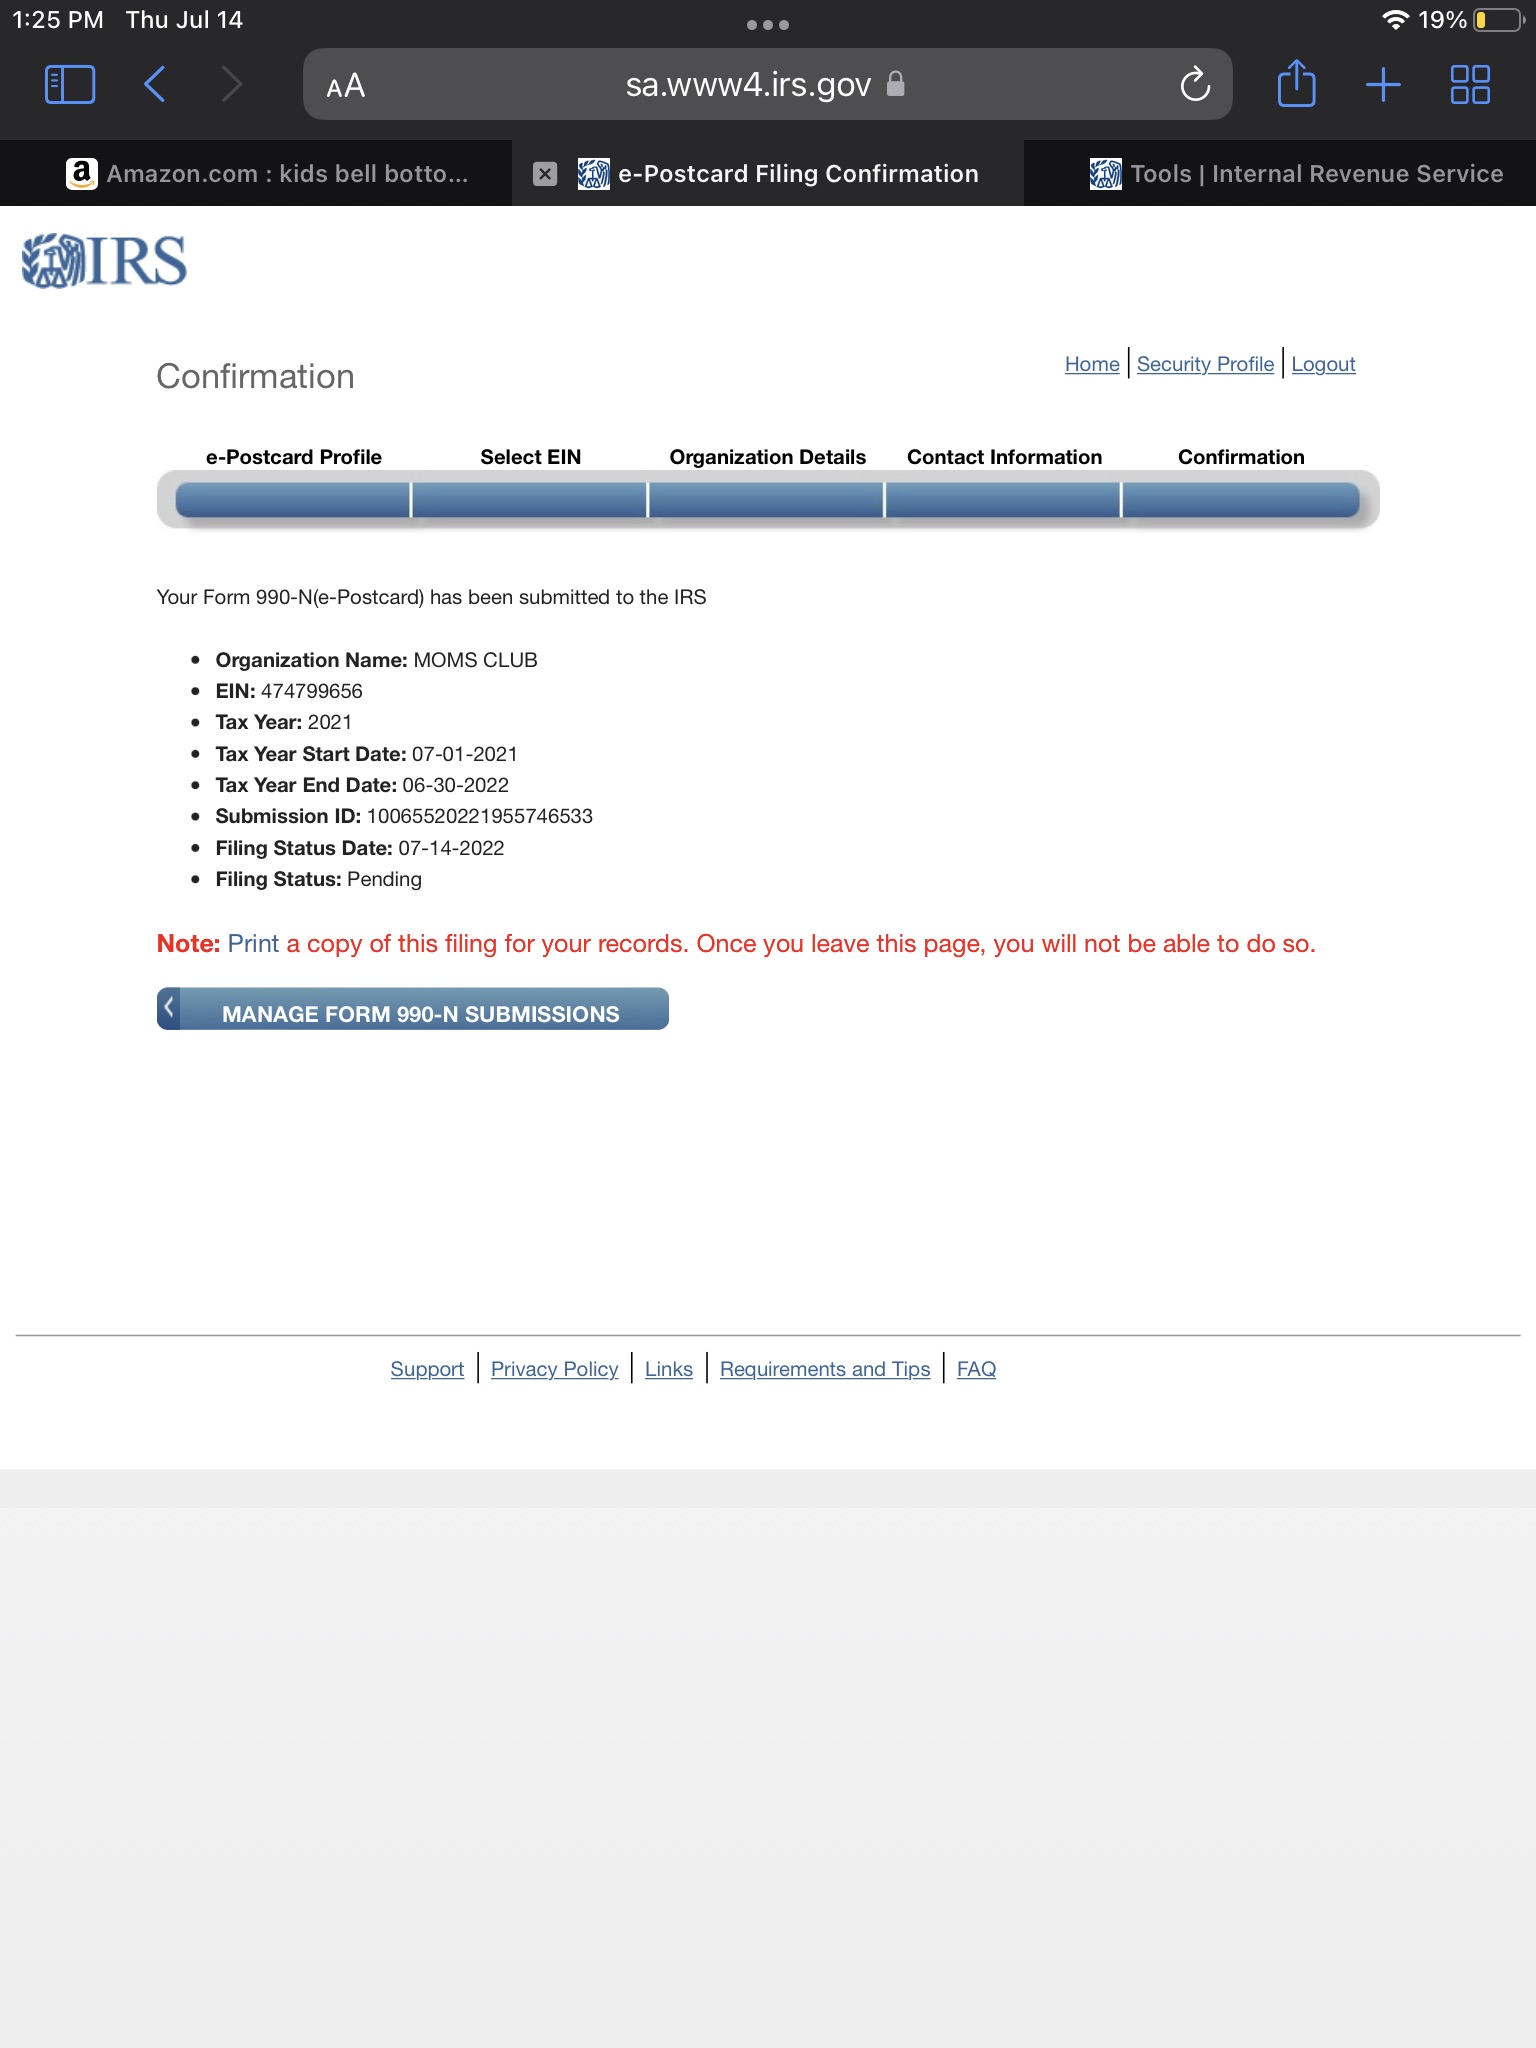 1:25 PM Thu Jul 14 19%
AA sa.www4.irs.gov
a Amazon.com : kids bell botto... e-Postcard Filing Confirmation Tools | Internal Revenue Service
IRS
Confirmation
Home Security Profile Logout
e-Postcard Profile Select EIN Organization Details Contact Information Confirmation
Your Form 990-N(e-Postcard) has been submitted to the IRS
• Organization Name: MOMS CLUB
• EIN: 474799656
• Tax Year: 2021
• Tax Year Start Date: 07-01-2021
• Tax Year End Date: 06-30-2022
• Submission ID: 10065520221955746533
• Filing Status Date: 07-14-2022
• Filing Status: Pending
Note: Print a copy of this filing for your records. Once you leave this page, you will not be able to do so.
MANAGE FORM 990-N SUBMISSIONS
Support Privacy Policy Links Requirements and Tips FAQ